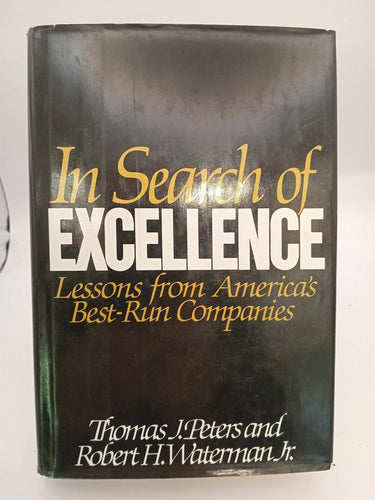 In Search of
EXCELLENCE
Lessons from America's
Best-Run Companies
Thomas J. Peters and
Robert H. Waterman Jr.